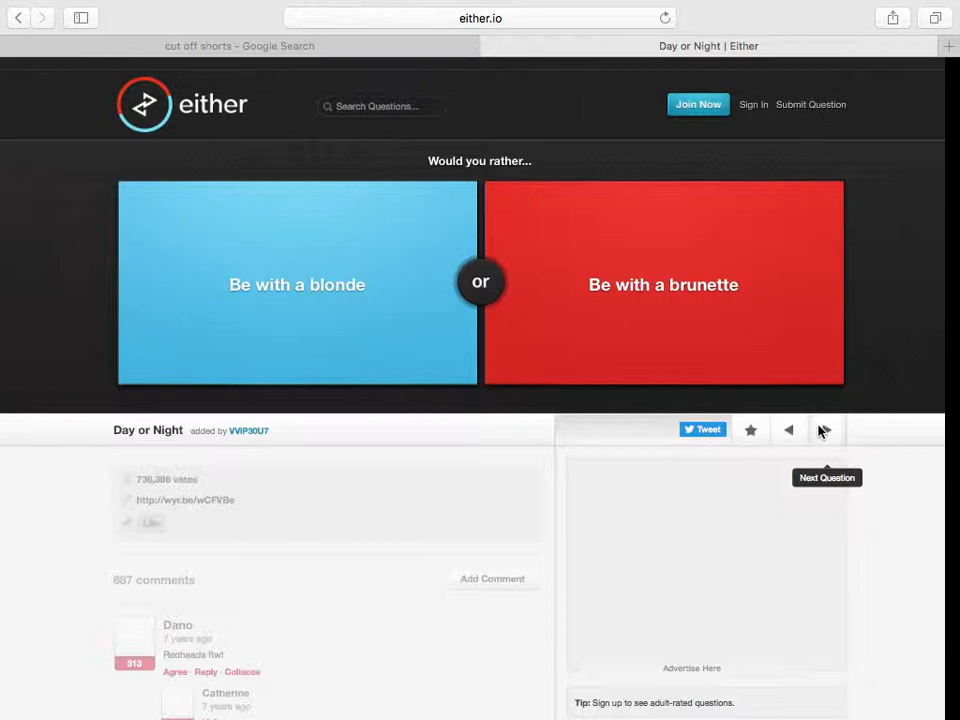 either.io
cut off shorts – Google Search
Day or Night | Either
either
Search Questions...
Join Now
Sign In
Submit Question
Would you rather...
Be with a blonde
or
Be with a brunette
Day or Night added by VViP30U7
Tweet
Next Question
736,396 votes
http://wyr.be/wCFVBe
Like
687 comments
Add Comment
Dano
7 years ago
Redheads ftw!
313
Agree · Reply · Collapse
Catherine
7 years ago
Advertise Here
Tip: Sign up to see adult-rated questions.